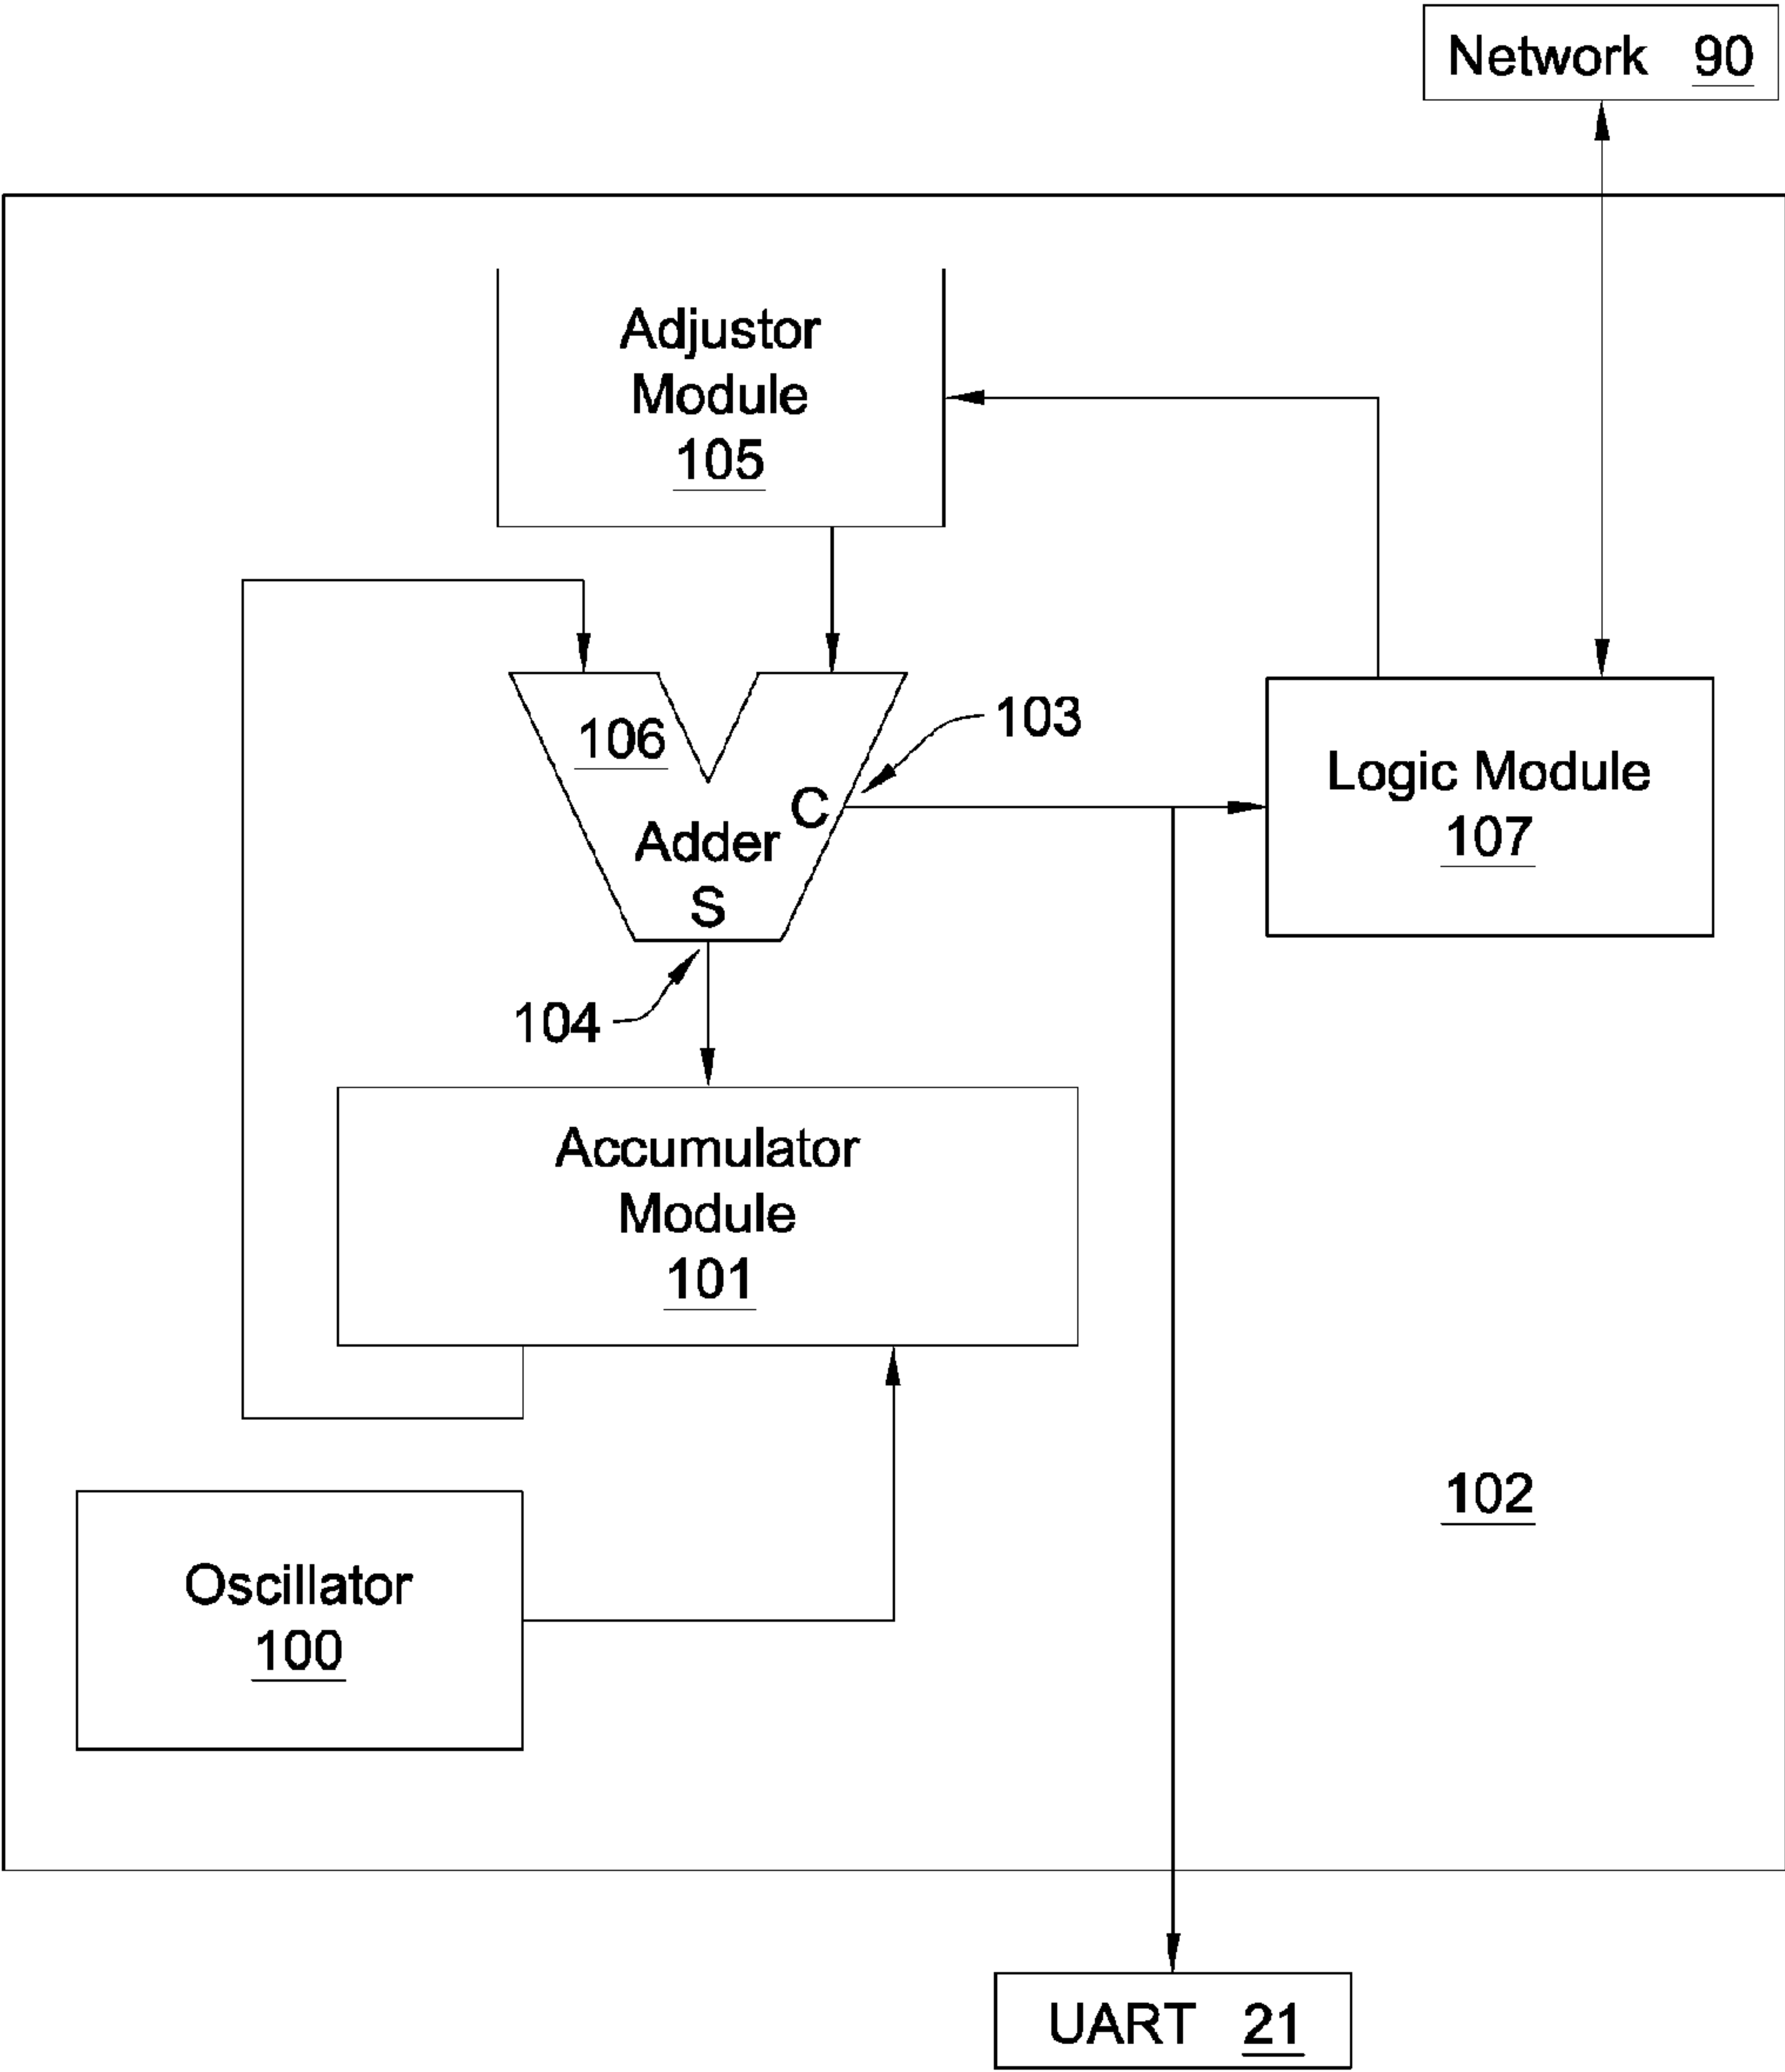 Network 90
Adjustor
Module
105
106
103
C
Adder
S
Logic Module
107
104
Accumulator
Module
101
102
Oscillator
100
UART 21